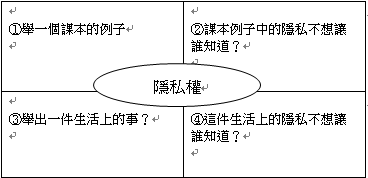 ①舉一個課本的例子
②課本例子中的隱私不想讓
誰知道？
隱私權
③舉出一件生活上的事？
④這件生活上的隱私不想讓
誰知道？